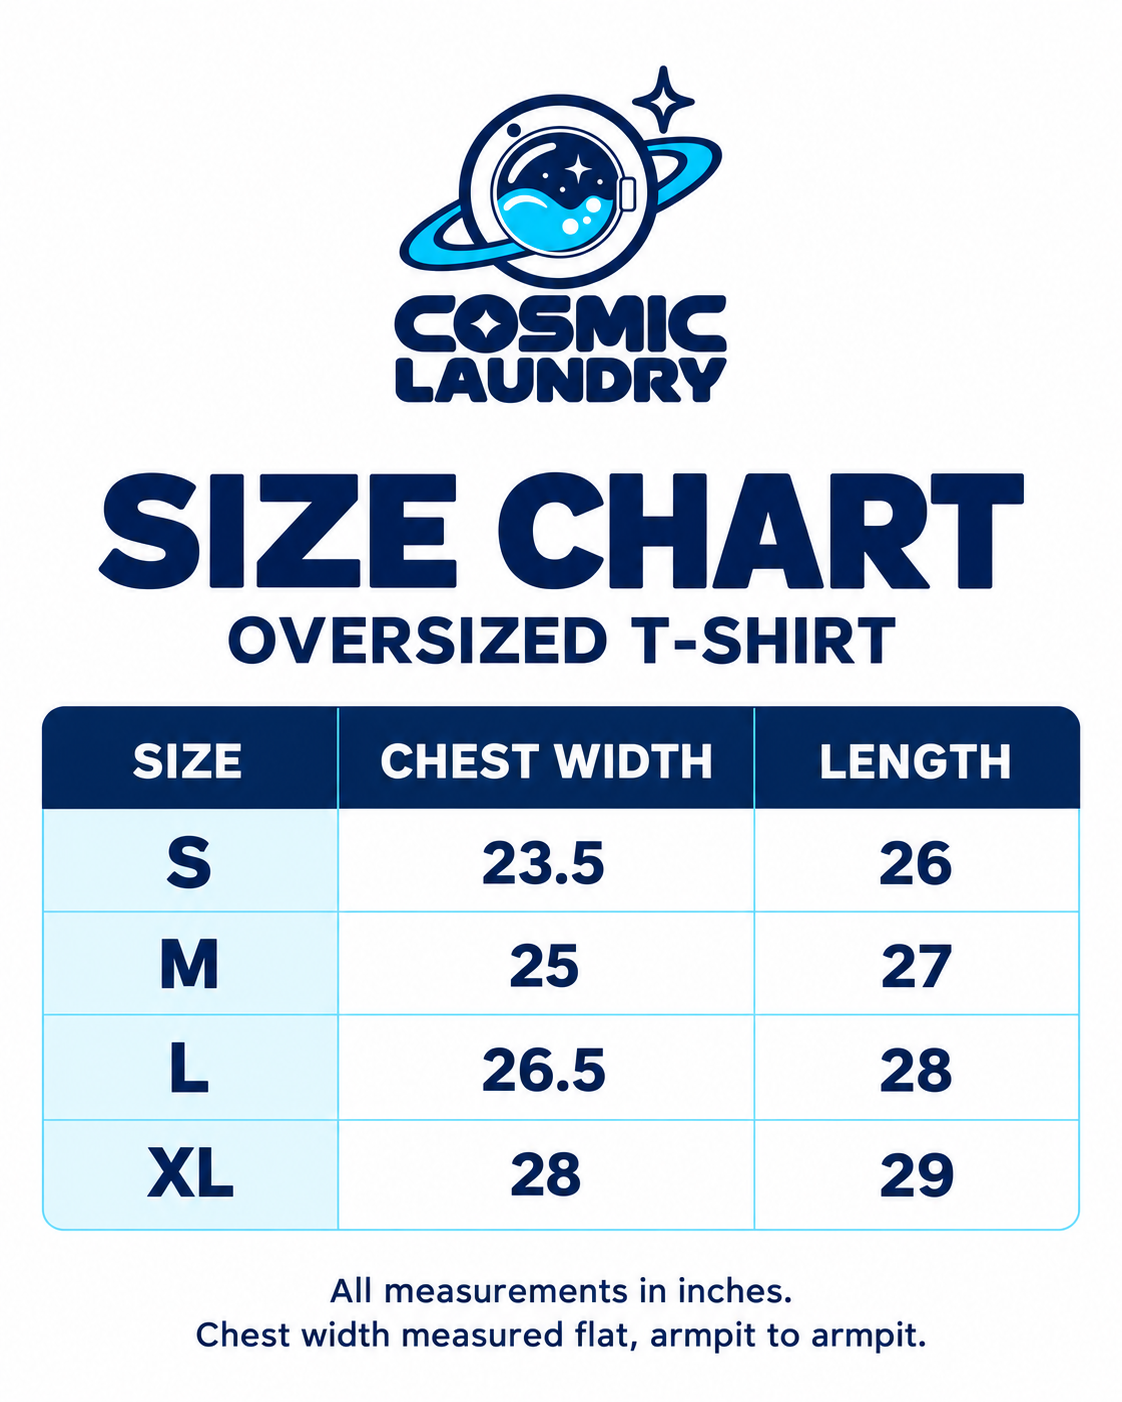 COSMIC
LAUNDRY
SIZE CHART
OVERSIZED T-SHIRT
SIZE CHEST WIDTH LENGTH
S 23.5 26
M 25 27
L 26.5 28
XL 28 29
All measurements in inches.
Chest width measured flat, armpit to armpit.